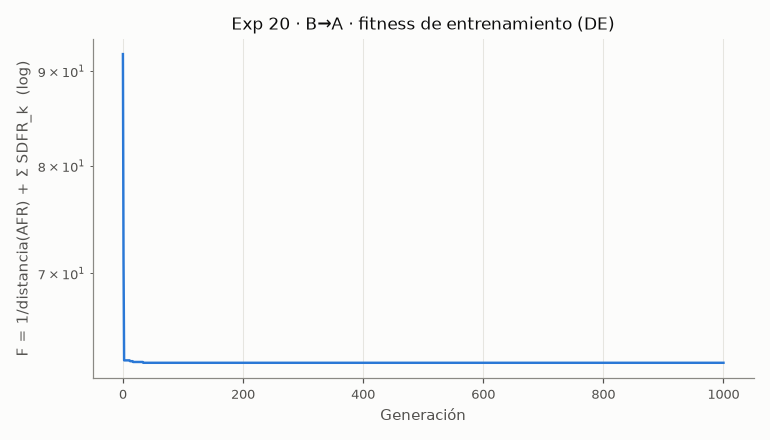 Exp 20 · B→A · fitness de entrenamiento (DE)
F = 1/distancia(AFR) + Σ SDFR_k (log)
9 × 10¹
8 × 10¹
7 × 10¹
0 200 400 600 800 1000
Generación